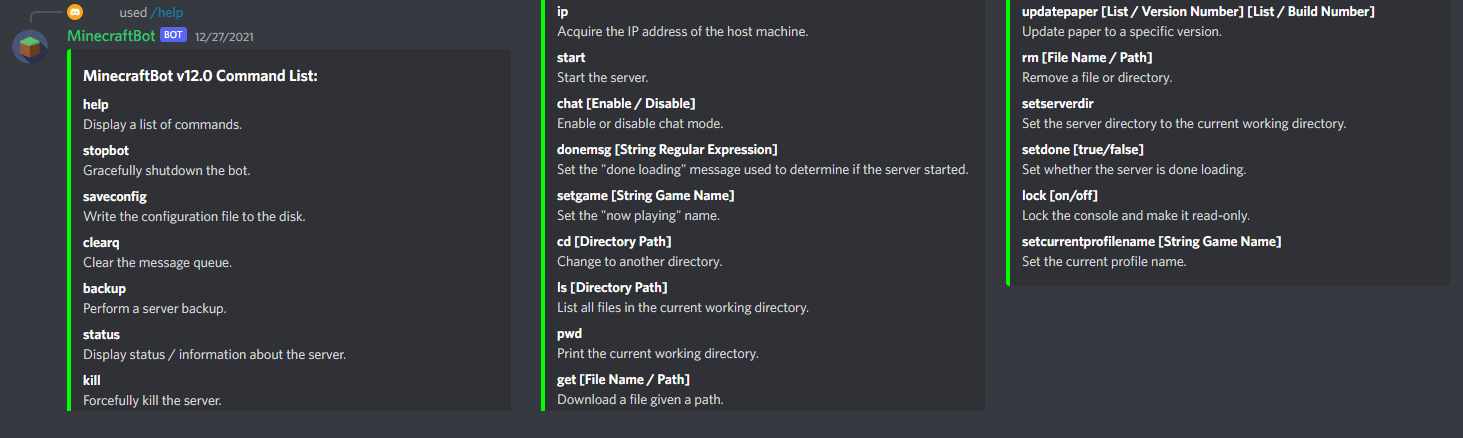 used /help
MinecraftBot BOT 12/27/2021
MinecraftBot v12.0 Command List:
help
Display a list of commands.
stopbot
Gracefully shutdown the bot.
saveconfig
Write the configuration file to the disk.
clearq
Clear the message queue.
backup
Perform a server backup.
status
Display status / information about the server.
kill
Forcefully kill the server.
ip
Acquire the IP address of the host machine.
start
Start the server.
chat [Enable / Disable]
Enable or disable chat mode.
donemsg [String Regular Expression]
Set the "done loading" message used to determine if the server started.
setgame [String Game Name]
Set the "now playing" name.
cd [Directory Path]
Change to another directory.
ls [Directory Path]
List all files in the current working directory.
pwd
Print the current working directory.
get [File Name / Path]
Download a file given a path.
updatepaper [List / Version Number] [List / Build Number]
Update paper to a specific version.
rm [File Name / Path]
Remove a file or directory.
setserverdir
Set the server directory to the current working directory.
setdone [true/false]
Set whether the server is done loading.
lock [on/off]
Lock the console and make it read-only.
setcurrentprofilename [String Game Name]
Set the current profile name.